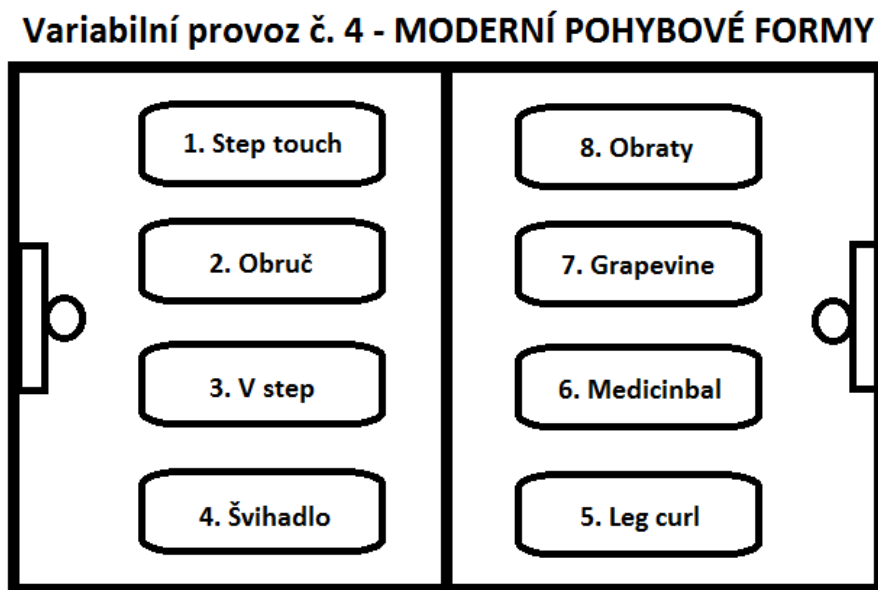 Variabilní provoz č. 4 - MODERNÍ POHYBOVÉ FORMY
1. Step touch
2. Obruč
3. V step
4. Švihadlo
8. Obraty
7. Grapevine
6. Medicinbal
5. Leg curl